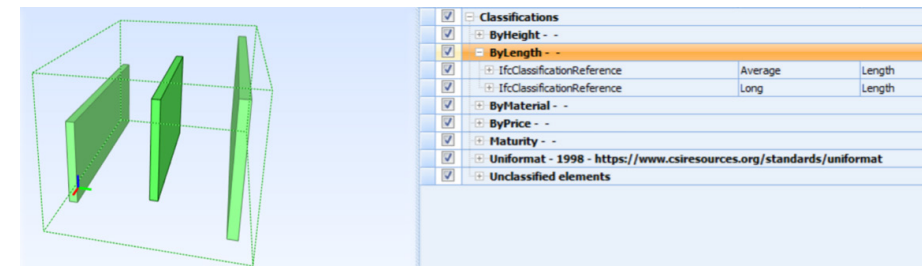 Classifications
ByHeight - -
ByLength - -
IfcClassificationReference Average Length
IfcClassificationReference Long Length
ByMaterial - -
ByPrice - -
Maturity - -
Uniformat - 1998 - https://www.csiresources.org/standards/uniformat
Unclassified elements